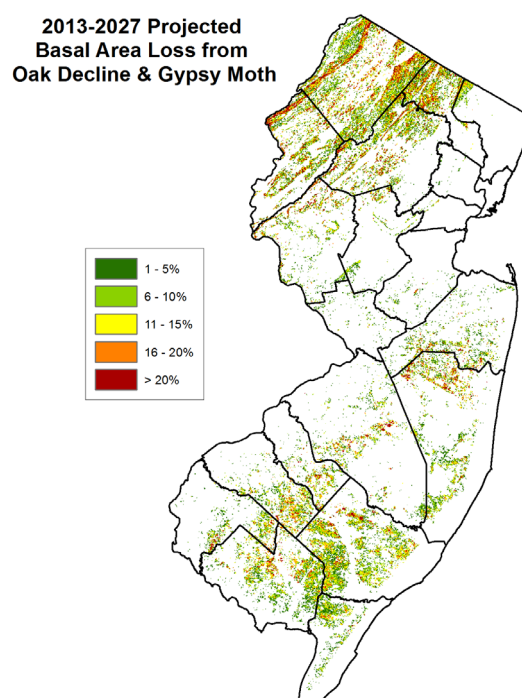 2013-2027 Projected
Basal Area Loss from
Oak Decline & Gypsy Moth
1 - 5%
6 - 10%
11 - 15%
16 - 20%
> 20%